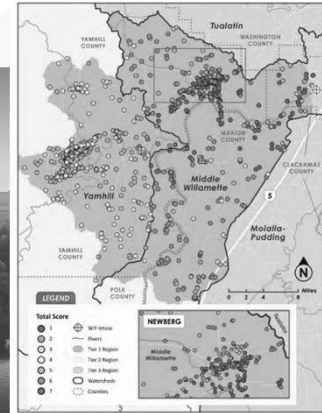 Tualatin
YAMHILL
COUNTY
WASHINGTON
COUNTY
MARION
COUNTY
CLACKAMAS
COUNTY
Yamhill
Middle
Willamette
5
Molalla-
Pudding
YAMHILL
COUNTY
POLK
COUNTY
N
0 2 4 8
Miles
LEGEND
Total Score
1
2
3
4
5
6
7
WIF Intake
Rivers
Tier 1 Region
Tier 2 Region
Tier 3 Region
Watersheds
Counties
NEWBERG
Tualatin
Middle
Willamette